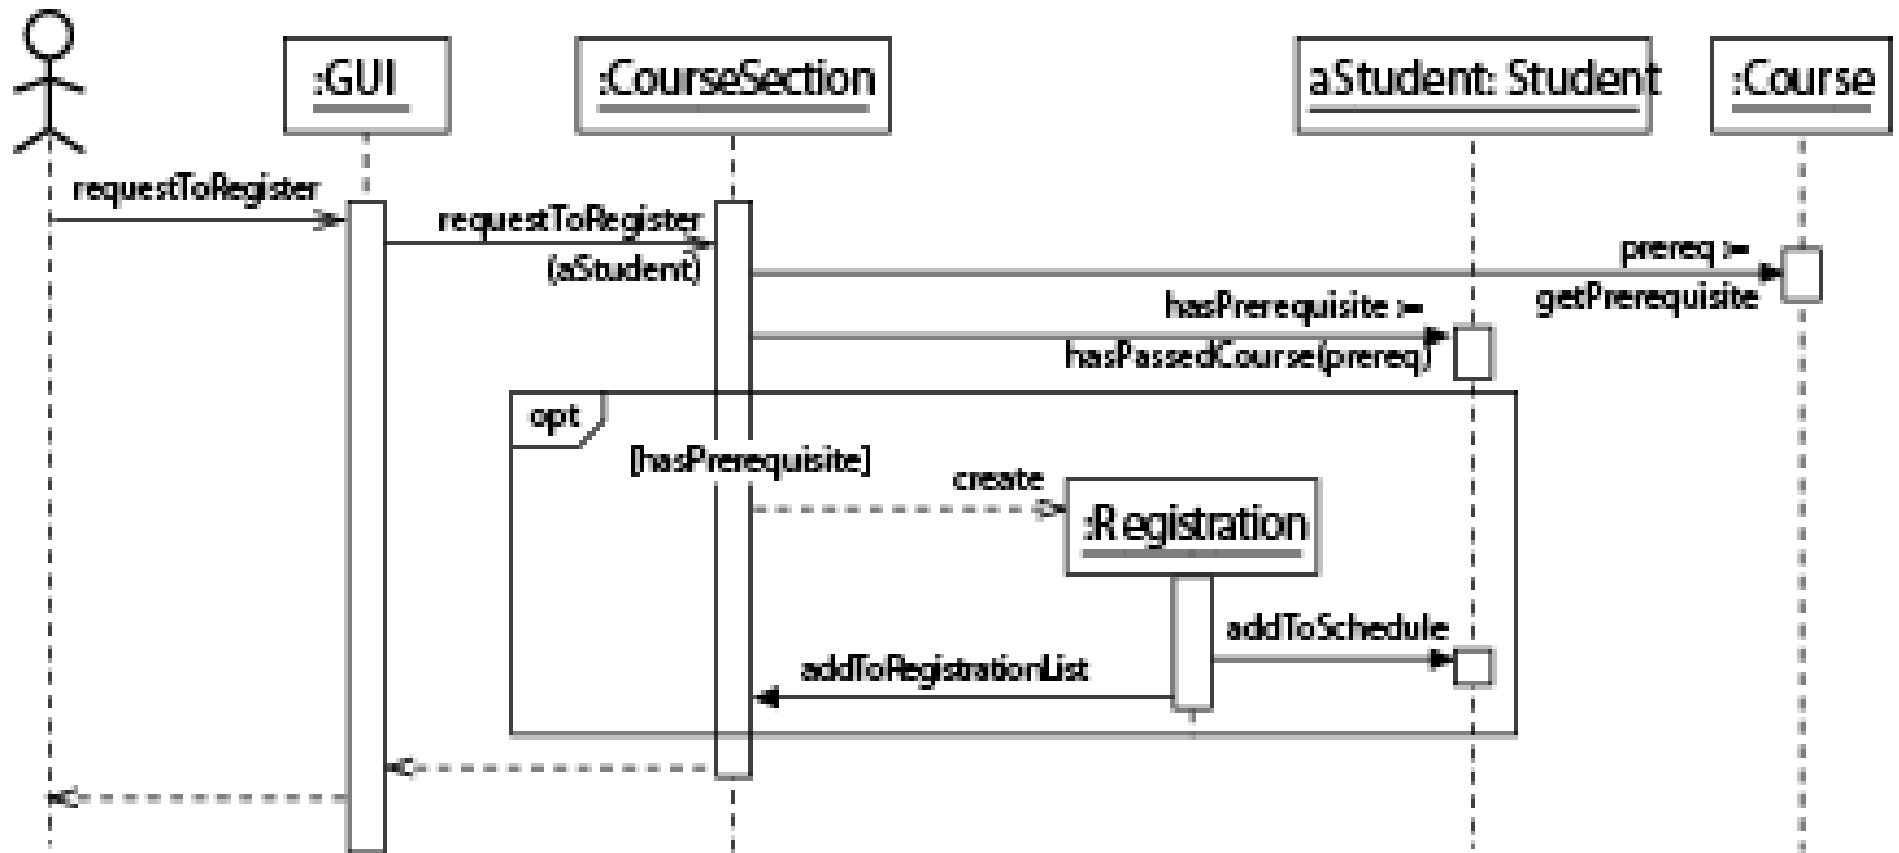 :GUI
:CourseSection
aStudent: Student
:Course
requestToRegister
requestToRegister
(aStudent)
prereq :=
getPrerequisite
hasPrerequisite :=
hasPassedCourse(prereq)
opt
[hasPrerequisite]
create
:Registration
addToSchedule
addToRegistrationList